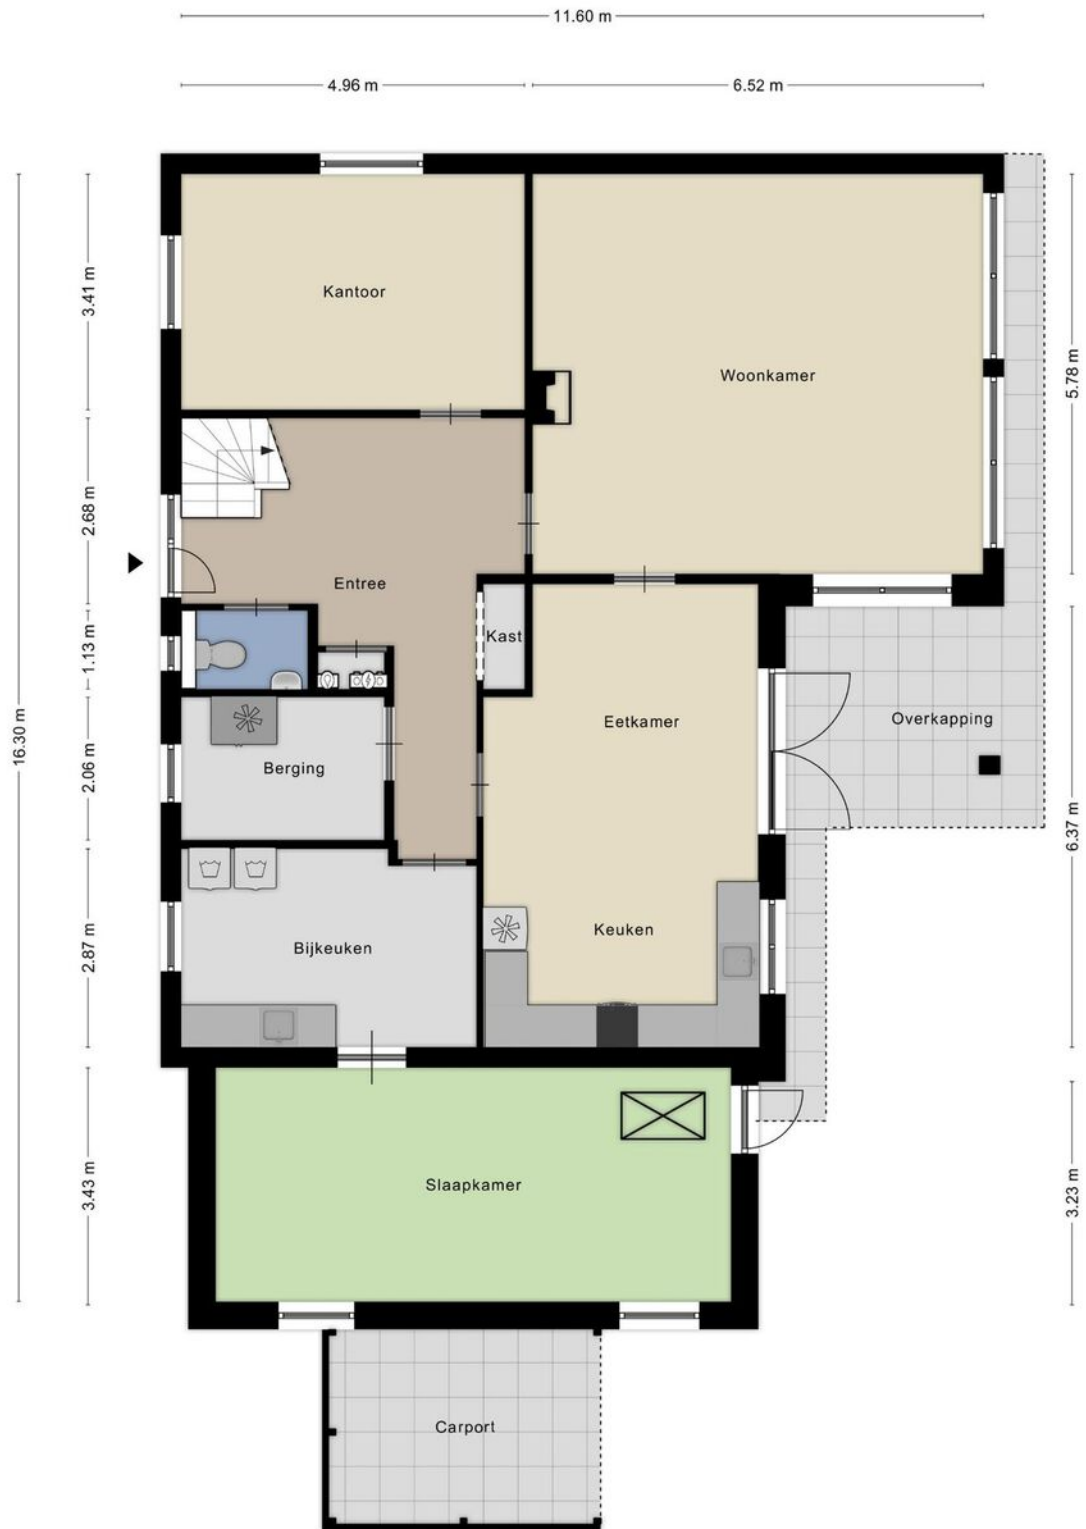 11.60 m
4.96 m
6.52 m
Kantoor
3.41 m
Woonkamer
5.78 m
2.68 m
Entree
1.13 m
Kast
16.30 m
Eetkamer
Overkapping
2.06 m
Berging
6.37 m
2.87 m
Bijkeuken
Keuken
3.43 m
Slaapkamer
3.23 m
Carport